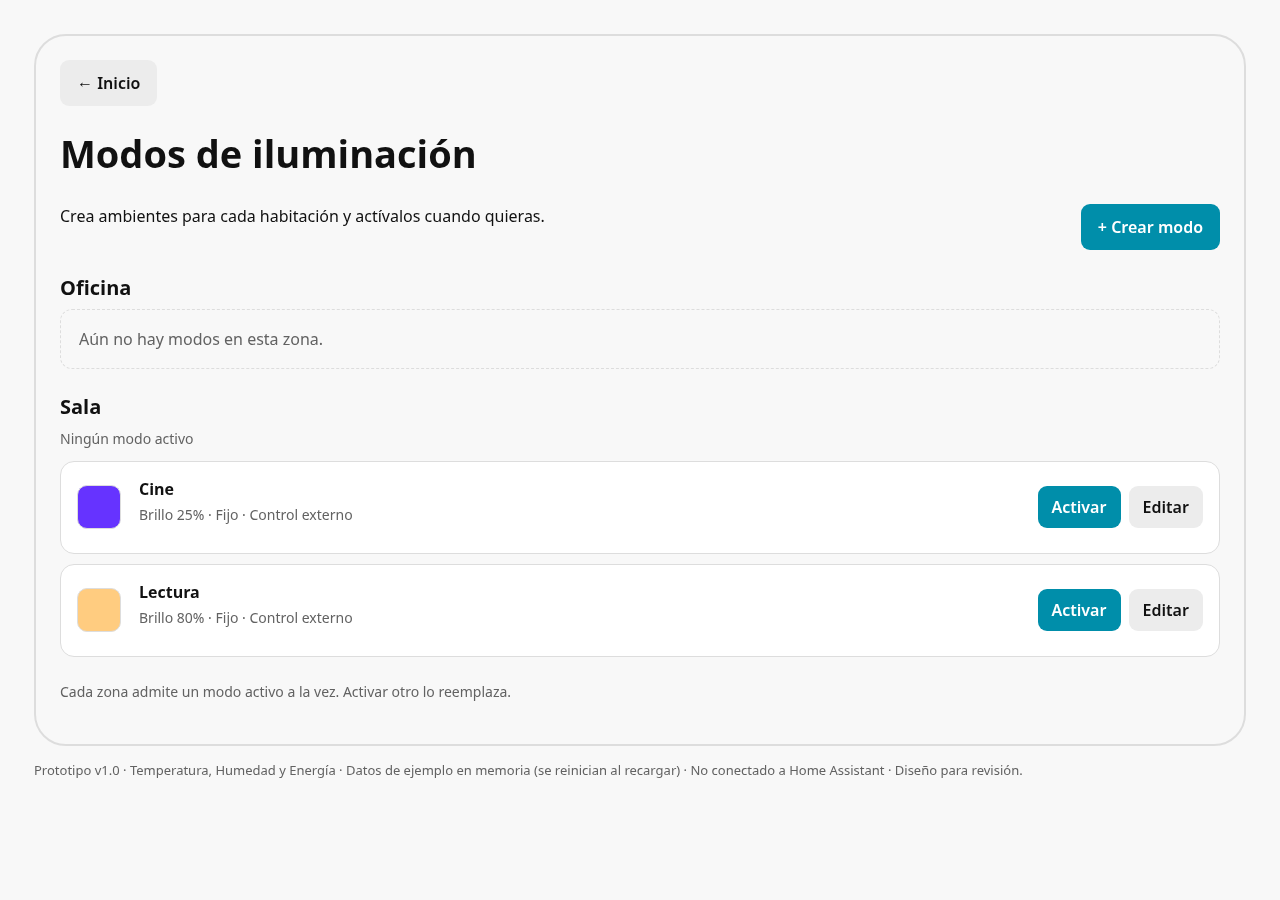 ← Inicio
Modos de iluminación
Crea ambientes para cada habitación y actívalos cuando quieras.
+ Crear modo
Oficina
Aún no hay modos en esta zona.
Sala
Ningún modo activo
Cine
Brillo 25% · Fijo · Control externo
Activar
Editar
Lectura
Brillo 80% · Fijo · Control externo
Activar
Editar
Cada zona admite un modo activo a la vez. Activar otro lo reemplaza.
Prototipo v1.0 · Temperatura, Humedad y Energía · Datos de ejemplo en memoria (se reinician al recargar) · No conectado a Home Assistant · Diseño para revisión.